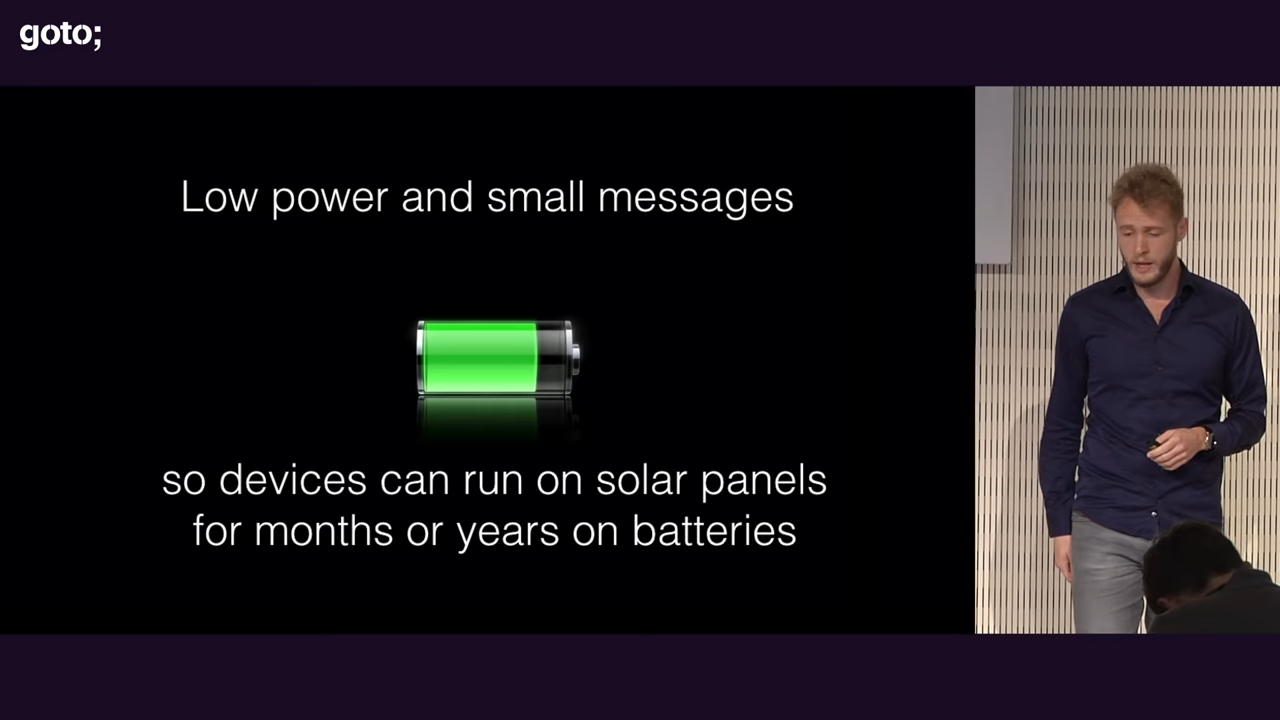 goto;
Low power and small messages
so devices can run on solar panels
for months or years on batteries